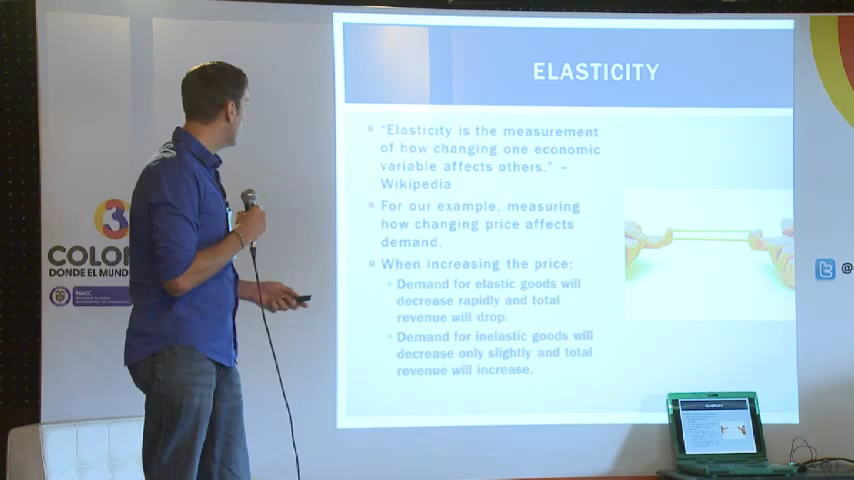 ELASTICITY
"Elasticity is the measurement
of how changing one economic
variable affects others." –
Wikipedia
For our example, measuring
how changing price affects
demand.
When increasing the price:
Demand for elastic goods will
decrease rapidly and total
revenue will drop.
Demand for inelastic goods will
decrease only slightly and total
revenue will increase.
3
COLO
DONDE EL MUND
@